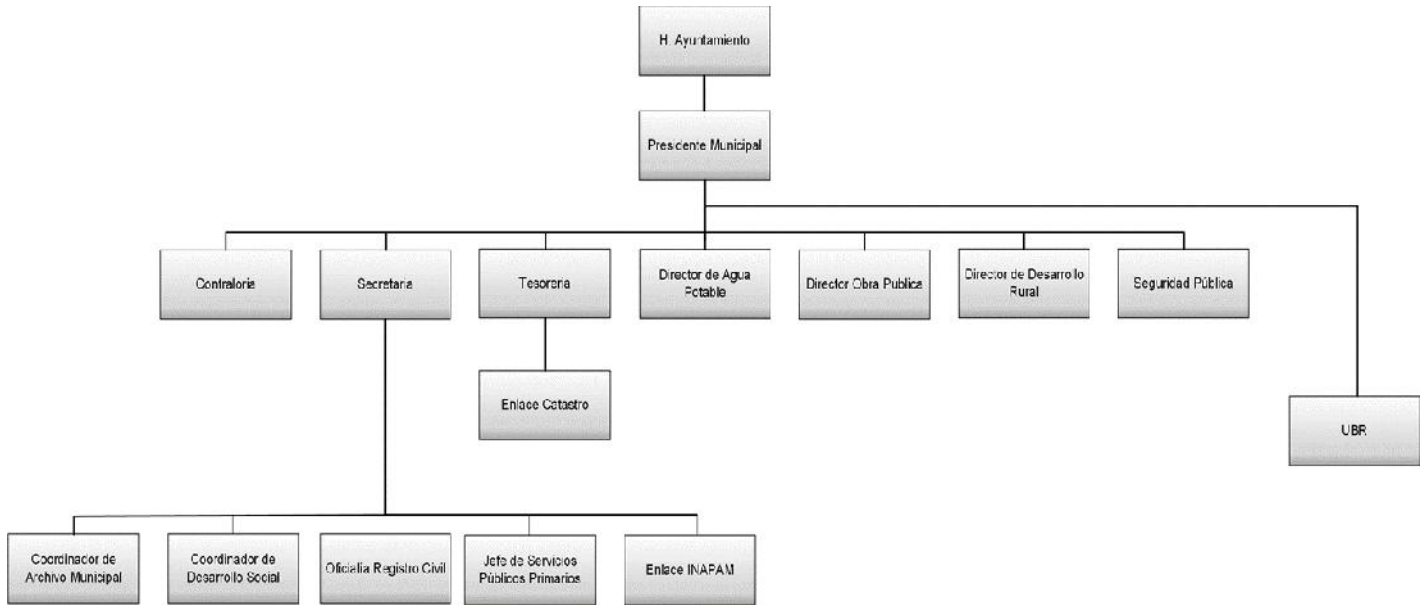 H. Ayuntamiento
Presidente Municipal
Contraloria
Secretaria
Tesoreria
Director de Agua
Potable
Director Obra Publica
Director de Desarrollo
Rural
Seguridad Pública
Enlace Catastro
UBR
Coordinador de
Archivo Municipal
Coordinador de
Desarrollo Social
Oficialía Registro Civil
Jefe de Servicios
Públicos Primarios
Enlace INAPAM